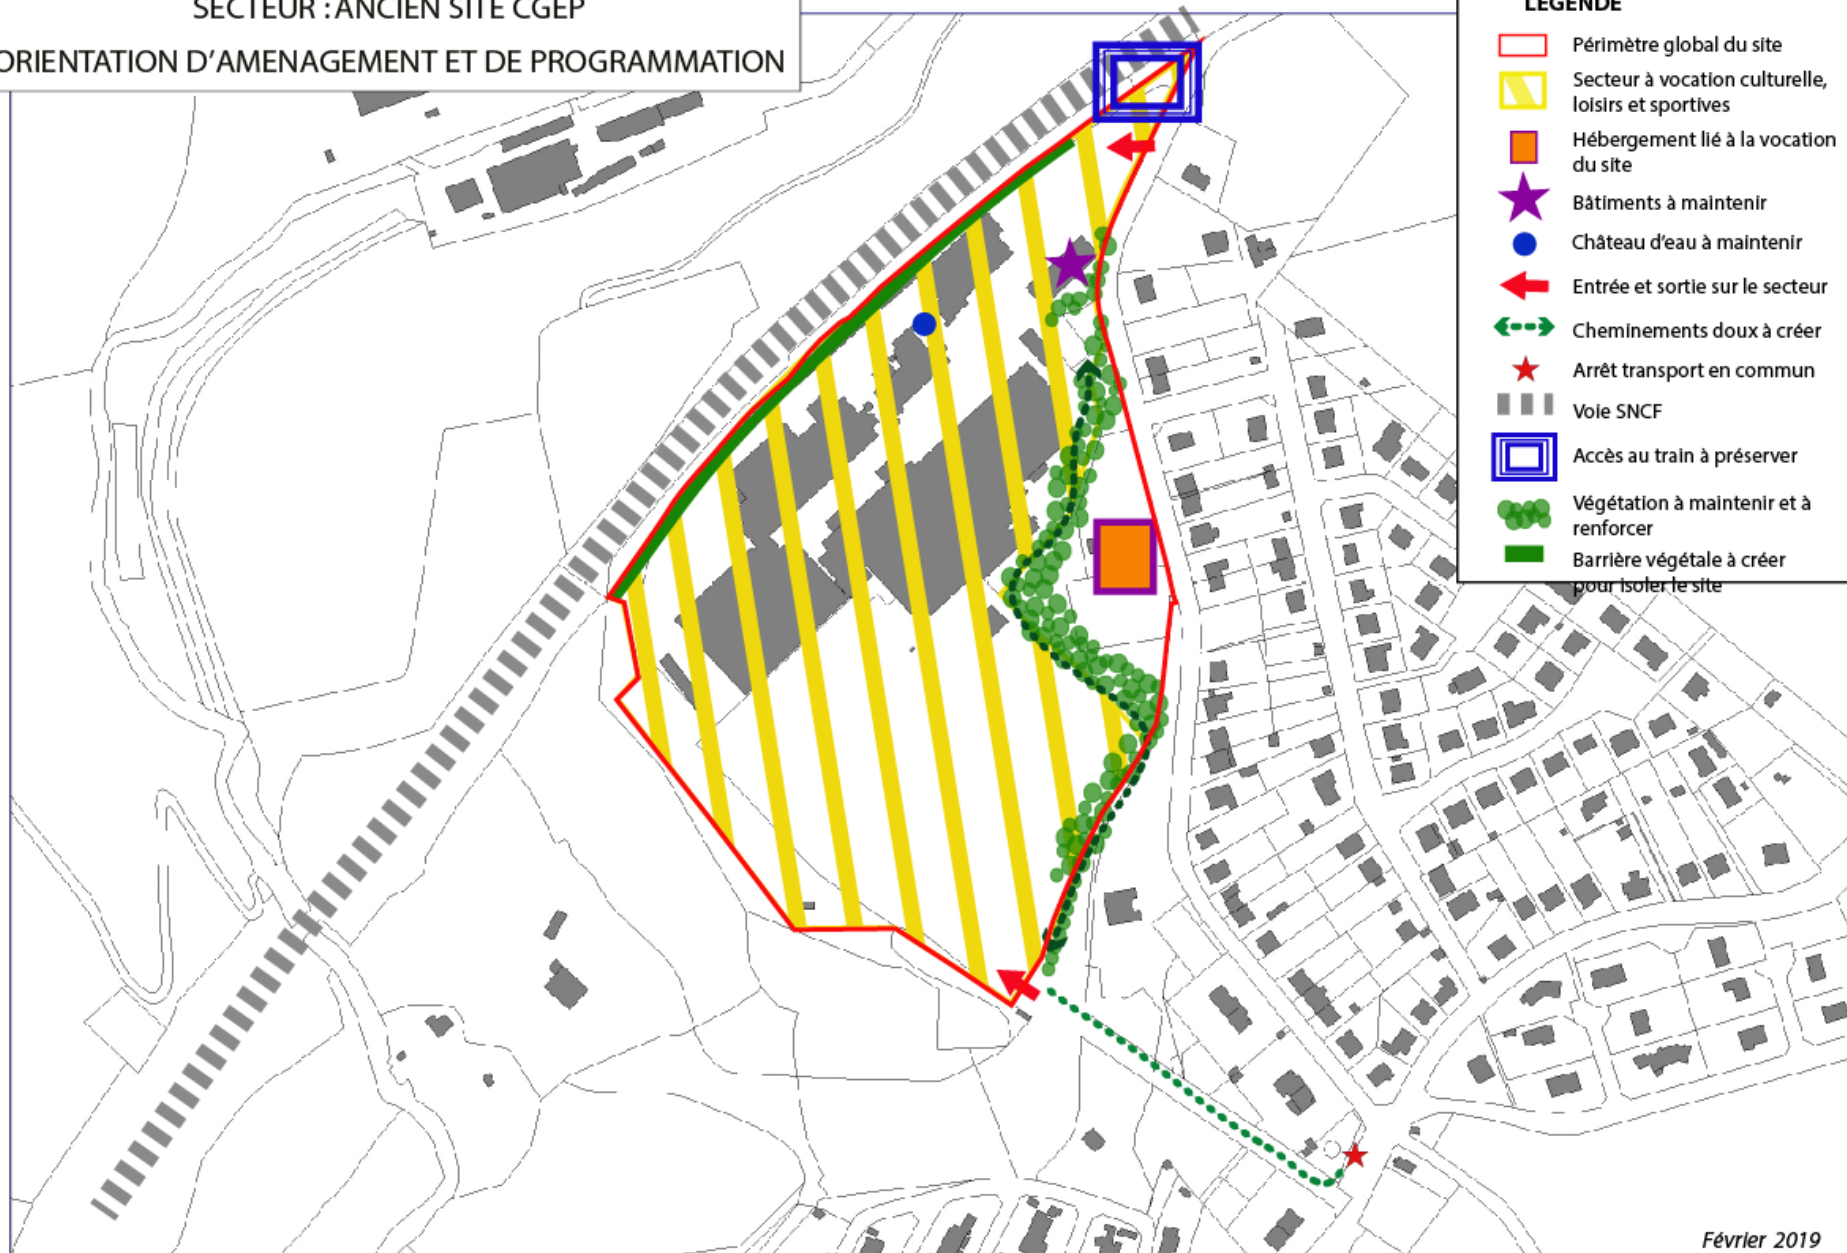 SECTEUR : ANCIEN SITE CGEP
ORIENTATION D’AMENAGEMENT ET DE PROGRAMMATION
LEGENDE
Périmètre global du site
Secteur à vocation culturelle,
loisirs et sportives
Hébergement lié à la vocation
du site
Bâtiments à maintenir
Château d’eau à maintenir
Entrée et sortie sur le secteur
Cheminements doux à créer
Arrêt transport en commun
Voie SNCF
Accès au train à préserver
Végétation à maintenir et à
renforcer
Barrière végétale à créer
pour isoler le site
Février 2019